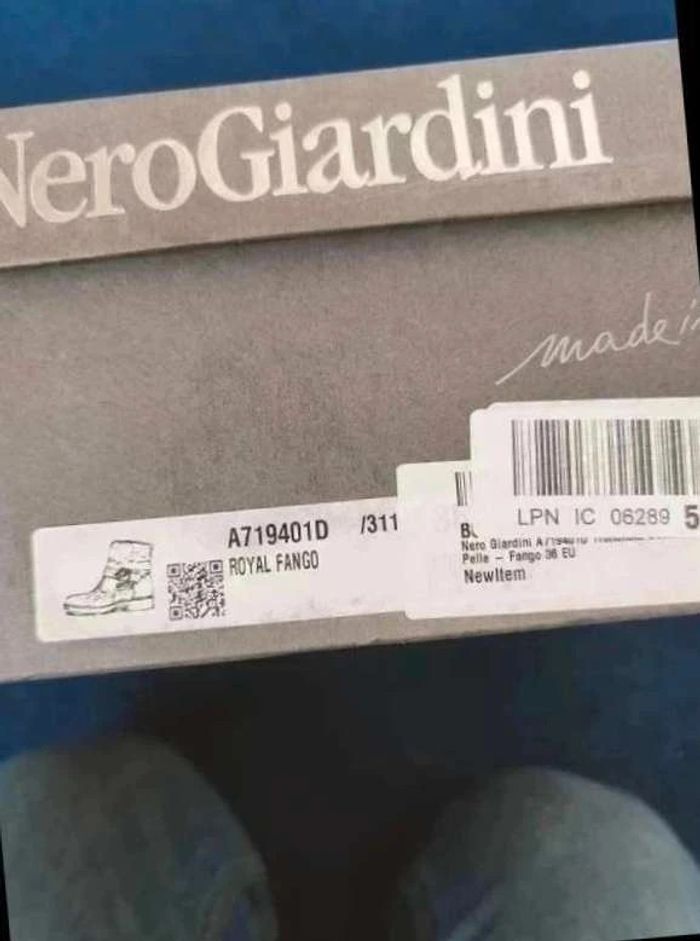 NeroGiardini
made
A719401D /311
ROYAL FANGO
LPN IC 06289 5
Nero Giardini
Pelle - Fango 36 EU
NewItem